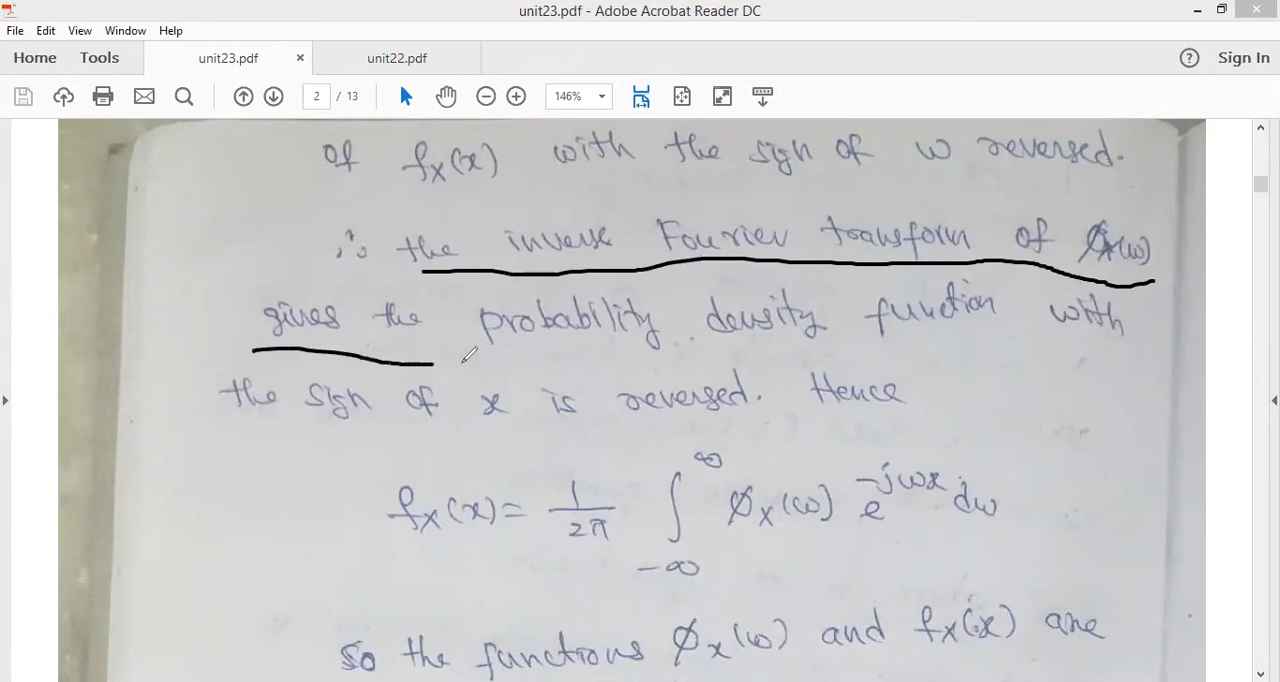 unit23.pdf - Adobe Acrobat Reader DC
File Edit View Window Help
Home Tools unit23.pdf × unit22.pdf ? Sign In
2 / 13 146%
of fx(x) with the sign of w reversed.
∴ the inverse Fourier transform of ϕx(w)
gives the probability density function with
the sign of x is reversed. Hence
fx(x) = 1/2π ∫_{-∞}^{∞} ϕx(w) e^{-jwx} dw
so the functions ϕx(w) and fx(x) are